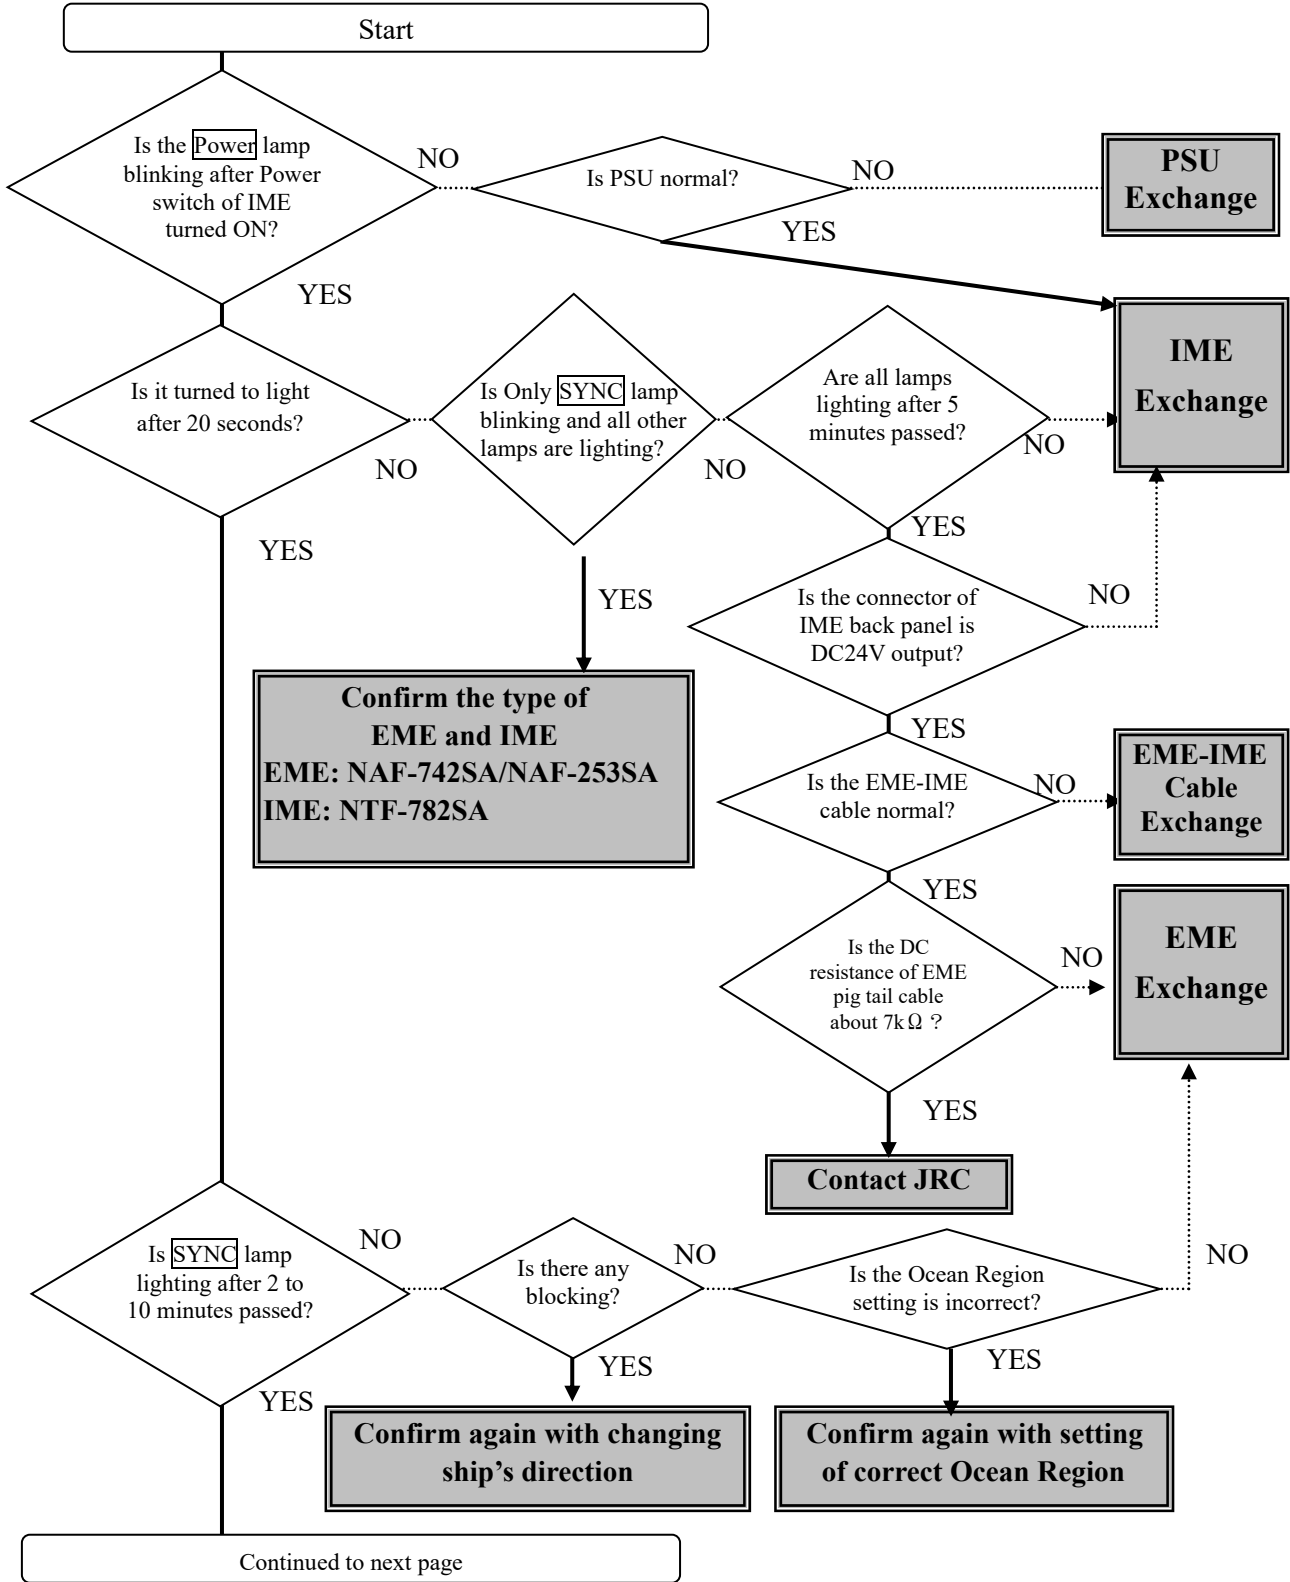 Start
Is the Power lamp
blinking after Power
switch of IME
turned ON?
NO
Is PSU normal?
NO
PSU
Exchange
YES
YES
IME
Exchange
Is it turned to light
after 20 seconds?
NO
Is Only SYNC lamp
blinking and all other
lamps are lighting?
NO
Are all lamps
lighting after 5
minutes passed?
NO
YES
YES
YES
Is the connector of
IME back panel is
DC24V output?
NO
Confirm the type of
EME and IME
EME: NAF-742SA/NAF-253SA
IME: NTF-782SA
YES
Is the EME-IME
cable normal?
NO
EME-IME
Cable
Exchange
YES
Is the DC
resistance of EME
pig tail cable
about 7kΩ ?
NO
EME
Exchange
YES
Contact JRC
Is SYNC lamp
lighting after 2 to
10 minutes passed?
NO
Is there any
blocking?
NO
Is the Ocean Region
setting is incorrect?
NO
YES
YES
YES
Confirm again with changing
ship’s direction
Confirm again with setting
of correct Ocean Region
Continued to next page